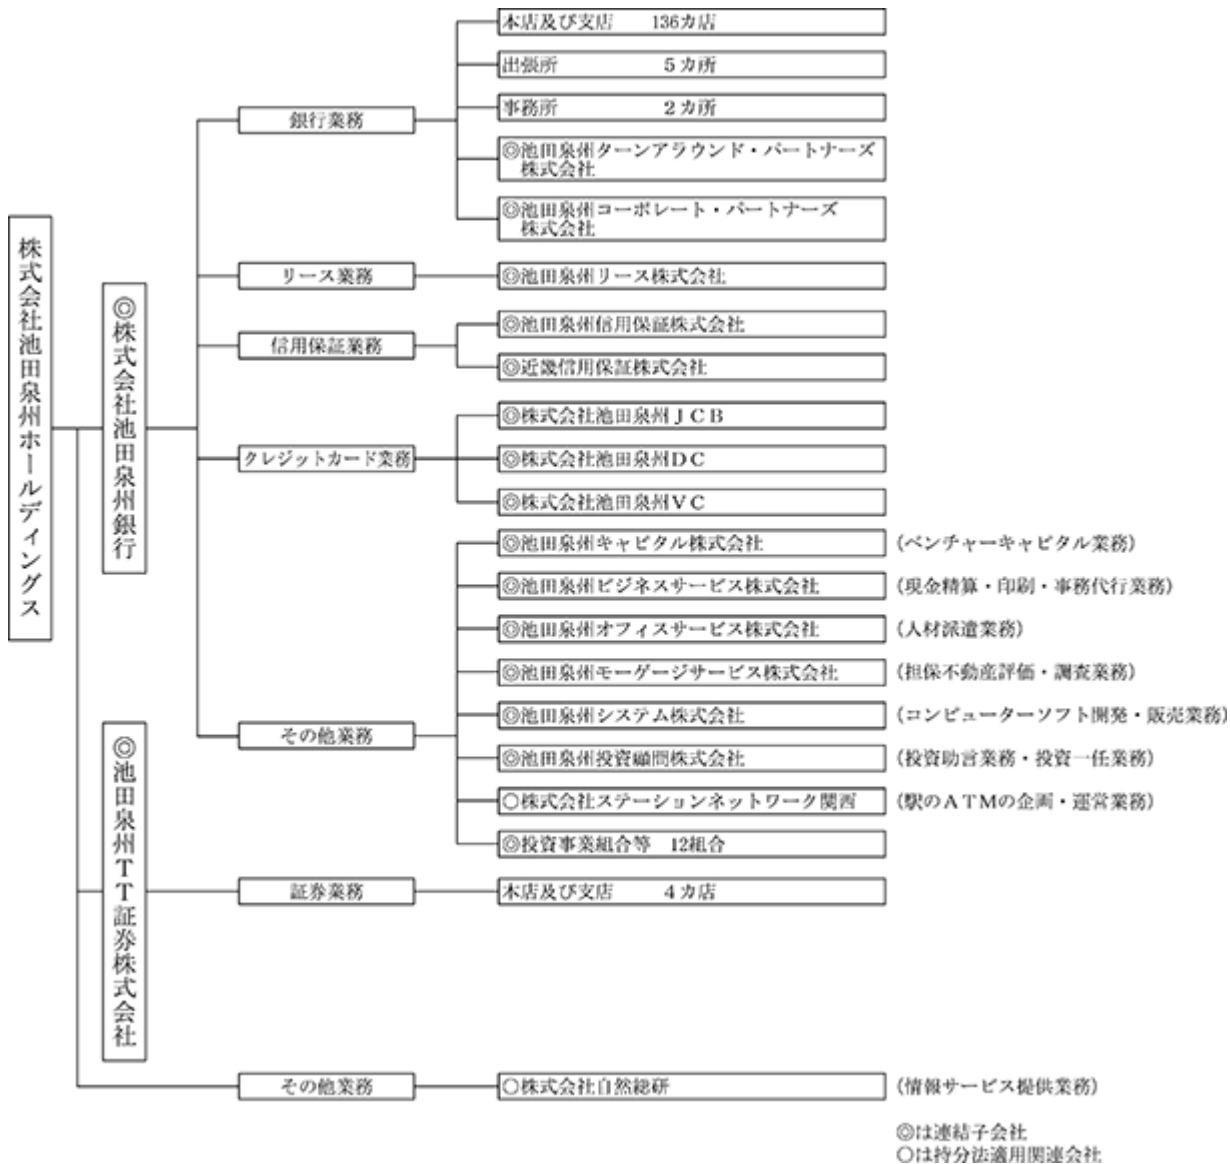 株式会社池田泉州ホールディングス
◎株式会社池田泉州銀行
銀行業務
本店及び支店 136カ店
出張所 5カ所
事務所 2カ所
◎池田泉州ターンアラウンド・パートナーズ
株式会社
◎池田泉州コーポレート・パートナーズ
株式会社
リース業務
◎池田泉州リース株式会社
信用保証業務
◎池田泉州信用保証株式会社
◎近畿信用保証株式会社
クレジットカード業務
◎株式会社池田泉州ＪＣＢ
◎株式会社池田泉州ＤＣ
◎株式会社池田泉州ＶＣ
その他業務
◎池田泉州キャピタル株式会社 (ベンチャーキャピタル業務)
◎池田泉州ビジネスサービス株式会社 (現金精算・印刷・事務代行業務)
◎池田泉州オフィスサービス株式会社 (人材派遣業務)
◎池田泉州モーゲージサービス株式会社 (担保不動産評価・調査業務)
◎池田泉州システム株式会社 (コンピューターソフト開発・販売業務)
◎池田泉州投資顧問株式会社 (投資助言業務・投資一任業務)
○株式会社ステーションネットワーク関西 (駅のＡＴＭの企画・運営業務)
◎投資事業組合等 12組合
◎池田泉州ＴＴ証券株式会社
証券業務
本店及び支店 4カ店
その他業務
○株式会社自然総研 (情報サービス提供業務)
◎は連結子会社
○は持分法適用関連会社